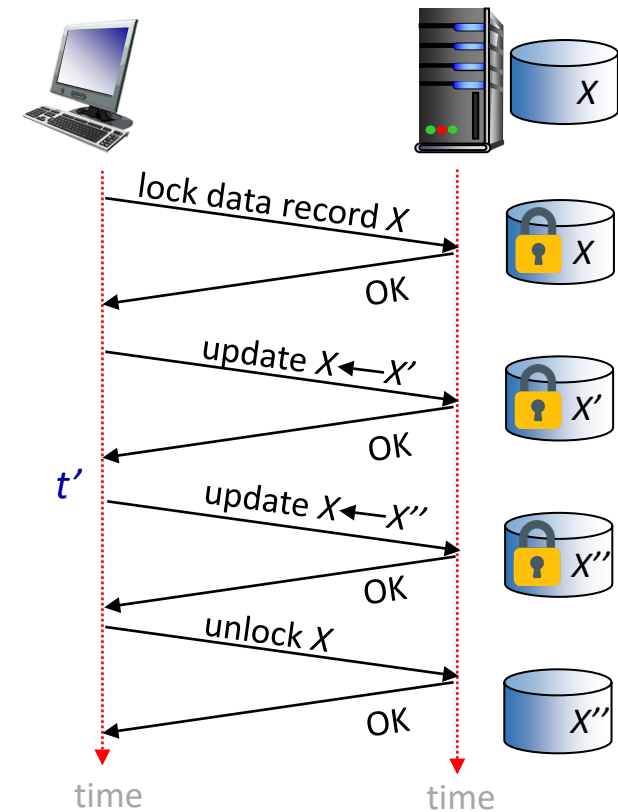 X
lock data record X
X
OK
update X←X’
X’
OK
t’
update X←X’’
X’’
OK
unlock X
X’’
OK
time
time